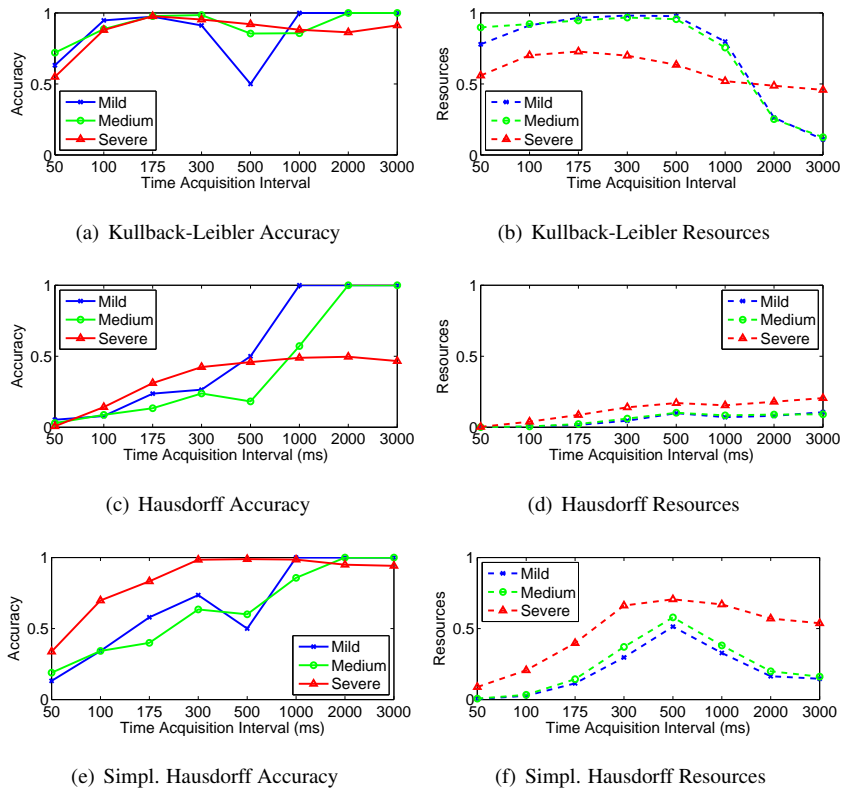 1
0.5
0
Accuracy
Mild
Medium
Severe
50 100 175 300 500 1000 2000 3000
Time Acquisition Interval
(a) Kullback-Leibler Accuracy
1
0.5
0
Resources
Mild
Medium
Severe
50 100 175 300 500 1000 2000 3000
Time Acquisition Interval
(b) Kullback-Leibler Resources
1
0.5
0
Accuracy
Mild
Medium
Severe
50 100 175 300 500 1000 2000 3000
Time Acquisition Interval (ms)
(c) Hausdorff Accuracy
1
0.5
0
Resources
Mild
Medium
Severe
50 100 175 300 500 1000 2000 3000
Time Acquisition Interval (ms)
(d) Hausdorff Resources
1
0.5
0
Accuracy
Mild
Medium
Severe
50 100 175 300 500 1000 2000 3000
Time Acquisition Interval (ms)
(e) Simpl. Hausdorff Accuracy
1
0.5
0
Resources
Mild
Medium
Severe
50 100 175 300 500 1000 2000 3000
Time Acquisition Interval (ms)
(f) Simpl. Hausdorff Resources